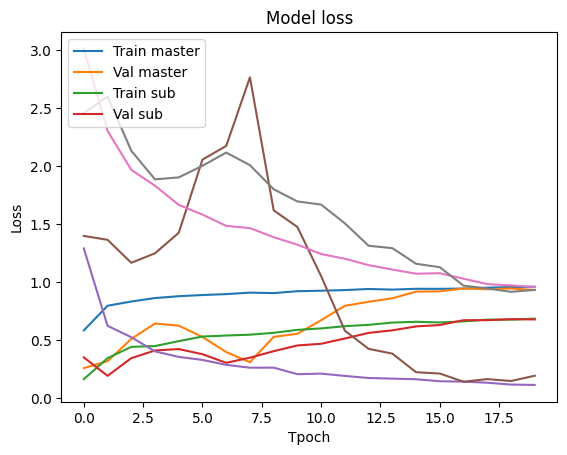 Model loss
3.0
2.5
2.0
1.5
1.0
0.5
0.0
Loss
Train master
Val master
Train sub
Val sub
0.0 2.5 5.0 7.5 10.0 12.5 15.0 17.5
Tpoch